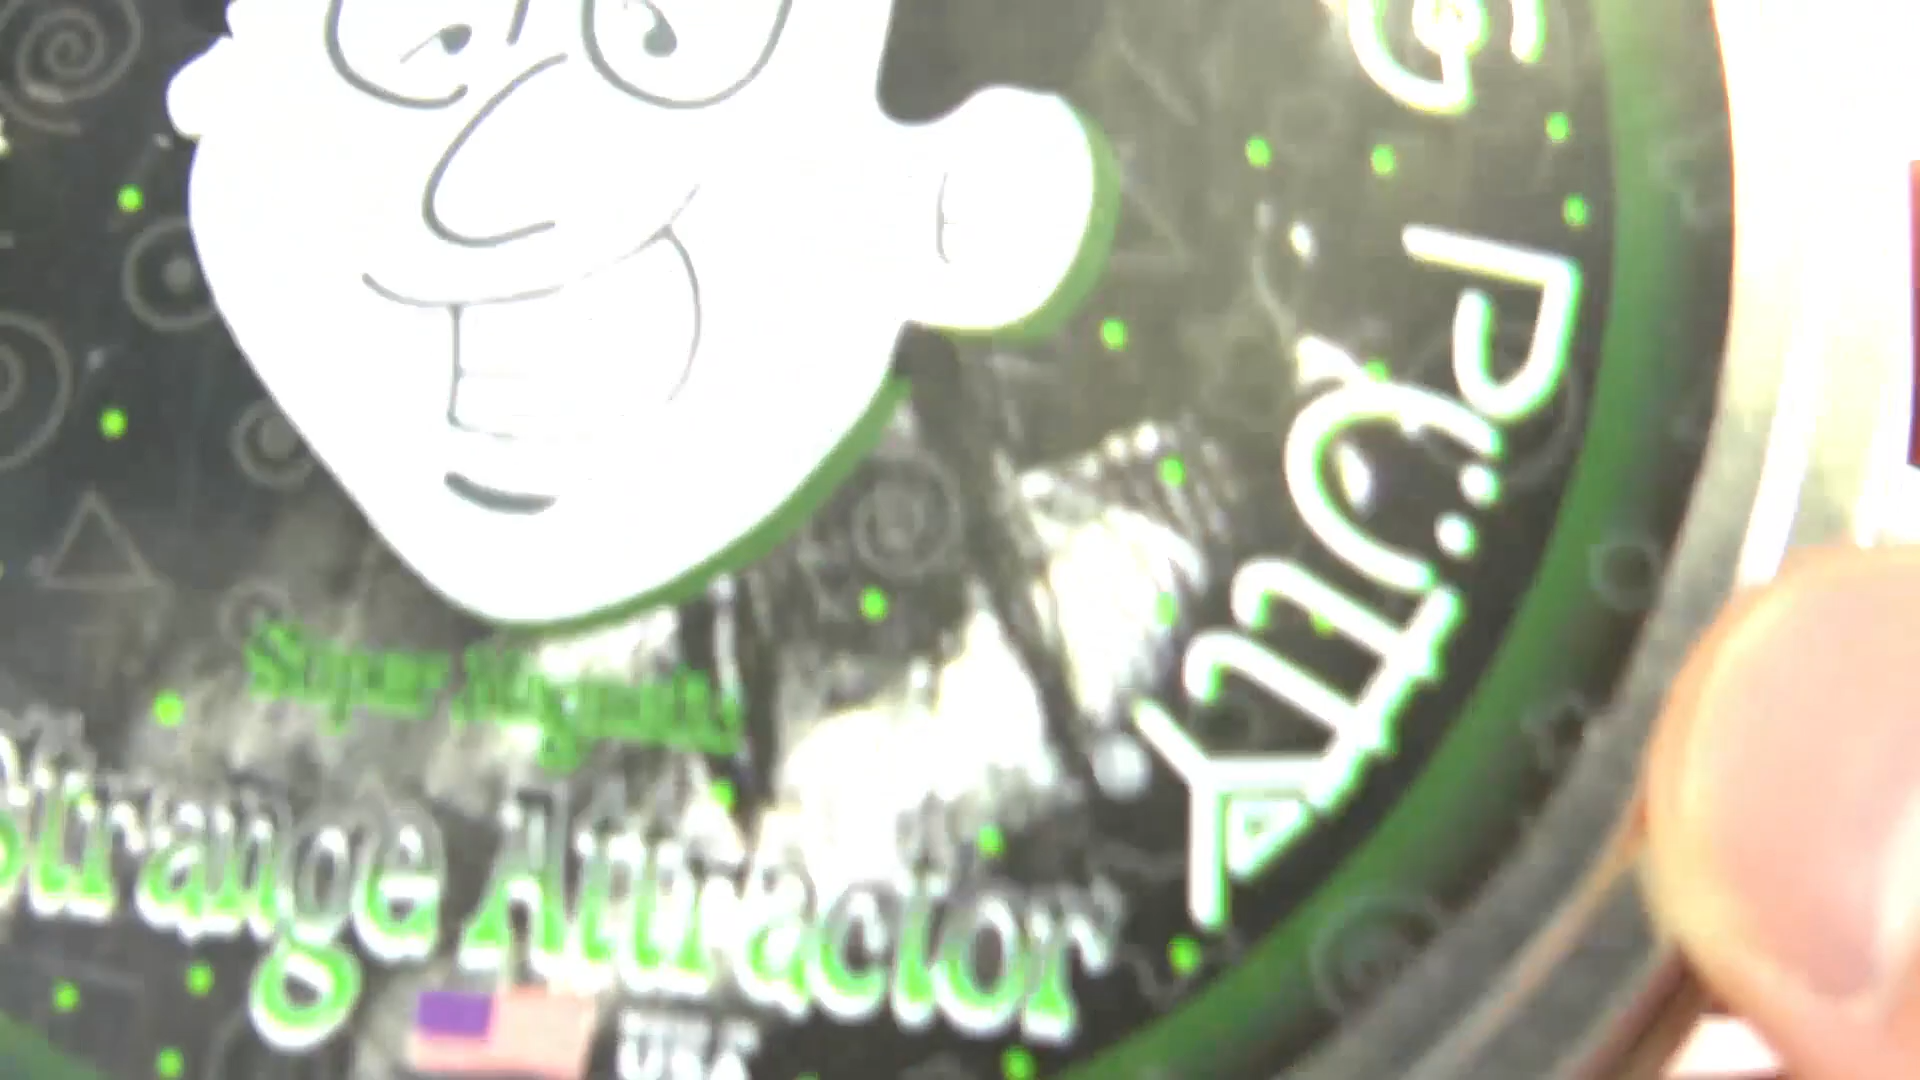 PUTTY
Super Magnetic
Strange Attractor
USA